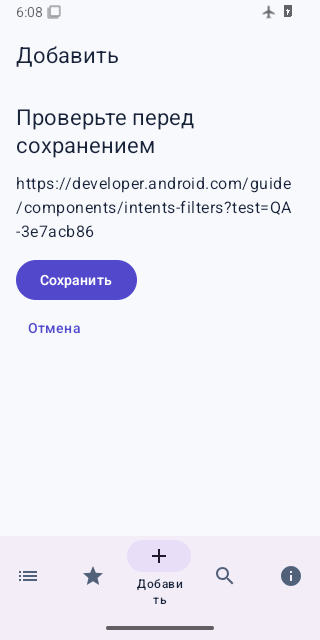 6:08
Добавить
Проверьте перед
сохранением
https://developer.android.com/guide
/components/intents-filters?test=QA
-3e7acb86
Сохранить
Отмена
Добави
ть